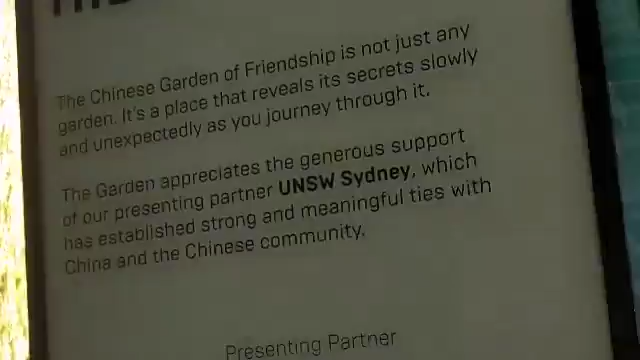 The Chinese Garden of Friendship is not just any
garden. It's a place that reveals its secrets slowly
and unexpectedly as you journey through it.
The Garden appreciates the generous support
of our presenting partner UNSW Sydney, which
has established strong and meaningful ties with
China and the Chinese community.
Presenting Partner